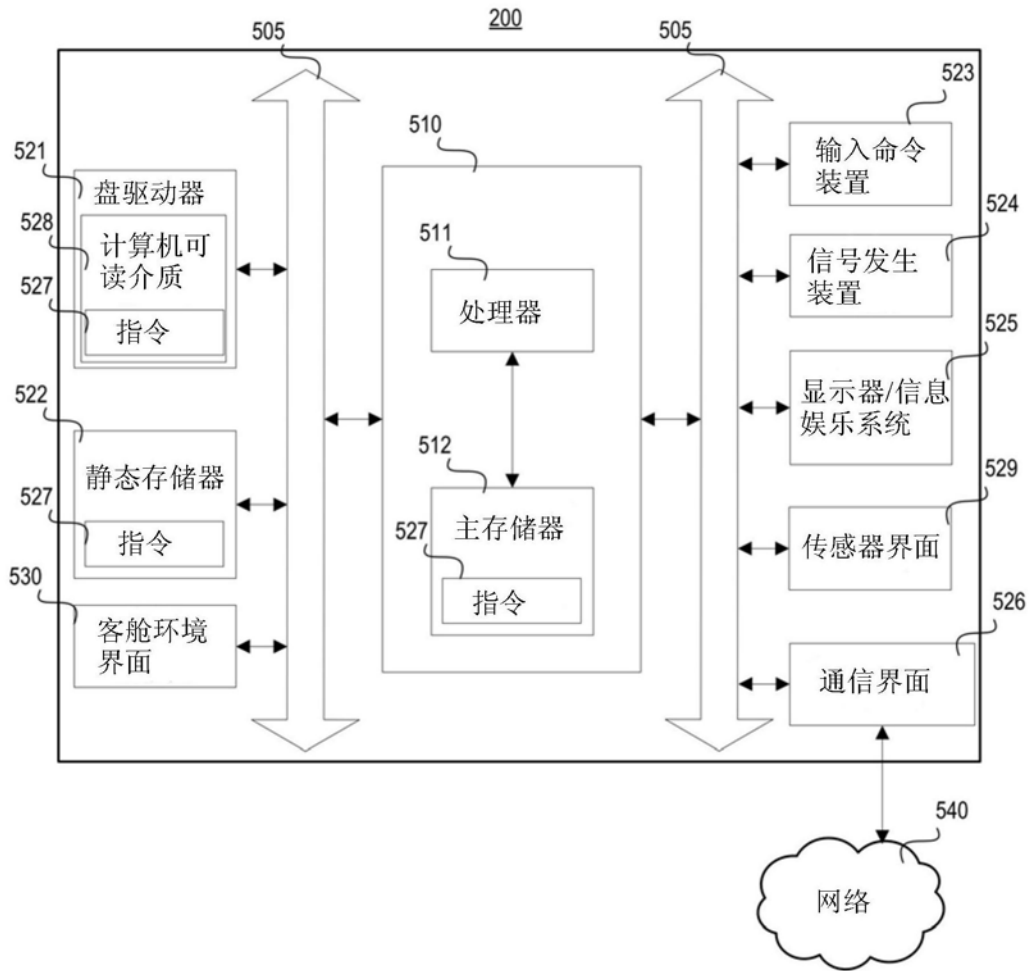 200
505
505
523
输入命令
装置
510
521
盘驱动器
524
528
计算机可
读介质
511
信号发生
装置
527
指令
处理器
525
显示器/信息
娱乐系统
522
静态存储器
512
主存储器
529
527
指令
527
指令
传感器界面
530
客舱环境
界面
526
通信界面
540
网络